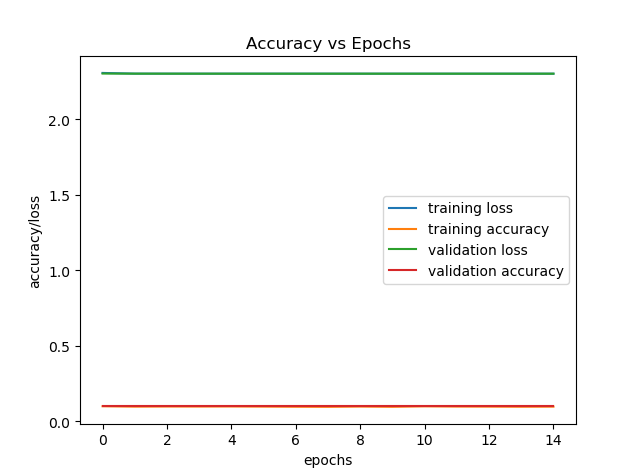 Accuracy vs Epochs
2.0
1.5
1.0
0.5
0.0
accuracy/loss
training loss
training accuracy
validation loss
validation accuracy
0 2 4 6 8 10 12 14
epochs